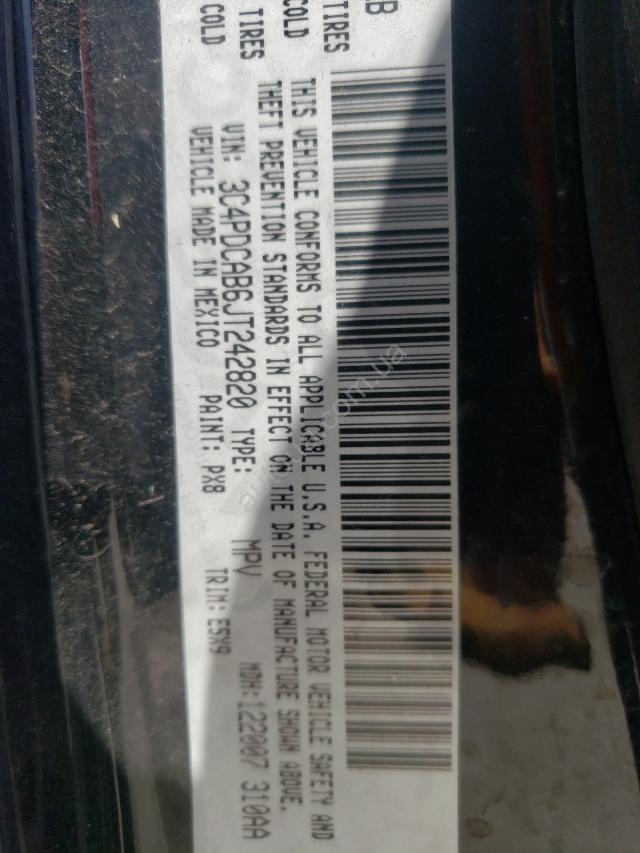 LB
TIRES
COLD
TIRES
COLD
THIS VEHICLE CONFORMS TO ALL APPLICABLE U.S.A. FEDERAL MOTOR VEHICLE SAFETY AND
THEFT PREVENTION STANDARDS IN EFFECT ON THE DATE OF MANUFACTURE SHOWN ABOVE.
VIN: 3C4PDCAB6JT242820 TYPE: MPV MDH:122007 310AA
VEHICLE MADE IN MEXICO PAINT: PX8 TRIM: E5X9